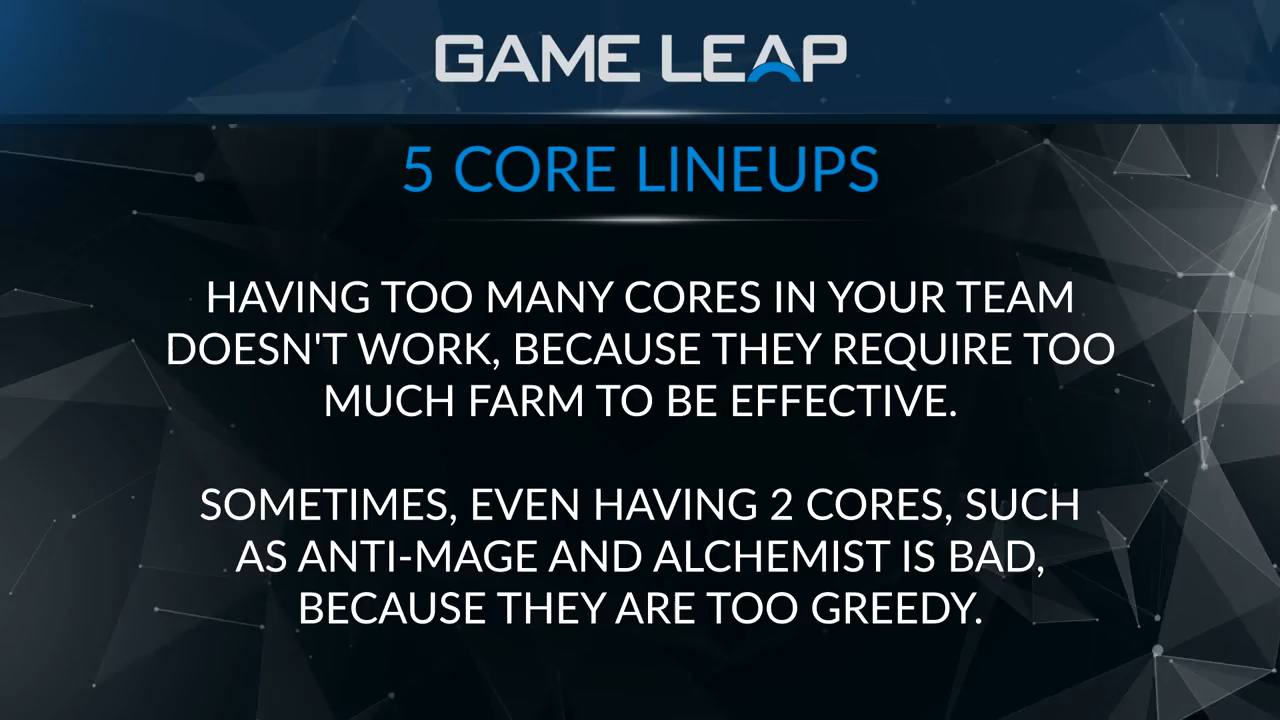 GAME LEAP
5 CORE LINEUPS
HAVING TOO MANY CORES IN YOUR TEAM
DOESN'T WORK, BECAUSE THEY REQUIRE TOO
MUCH FARM TO BE EFFECTIVE.
SOMETIMES, EVEN HAVING 2 CORES, SUCH
AS ANTI-MAGE AND ALCHEMIST IS BAD,
BECAUSE THEY ARE TOO GREEDY.